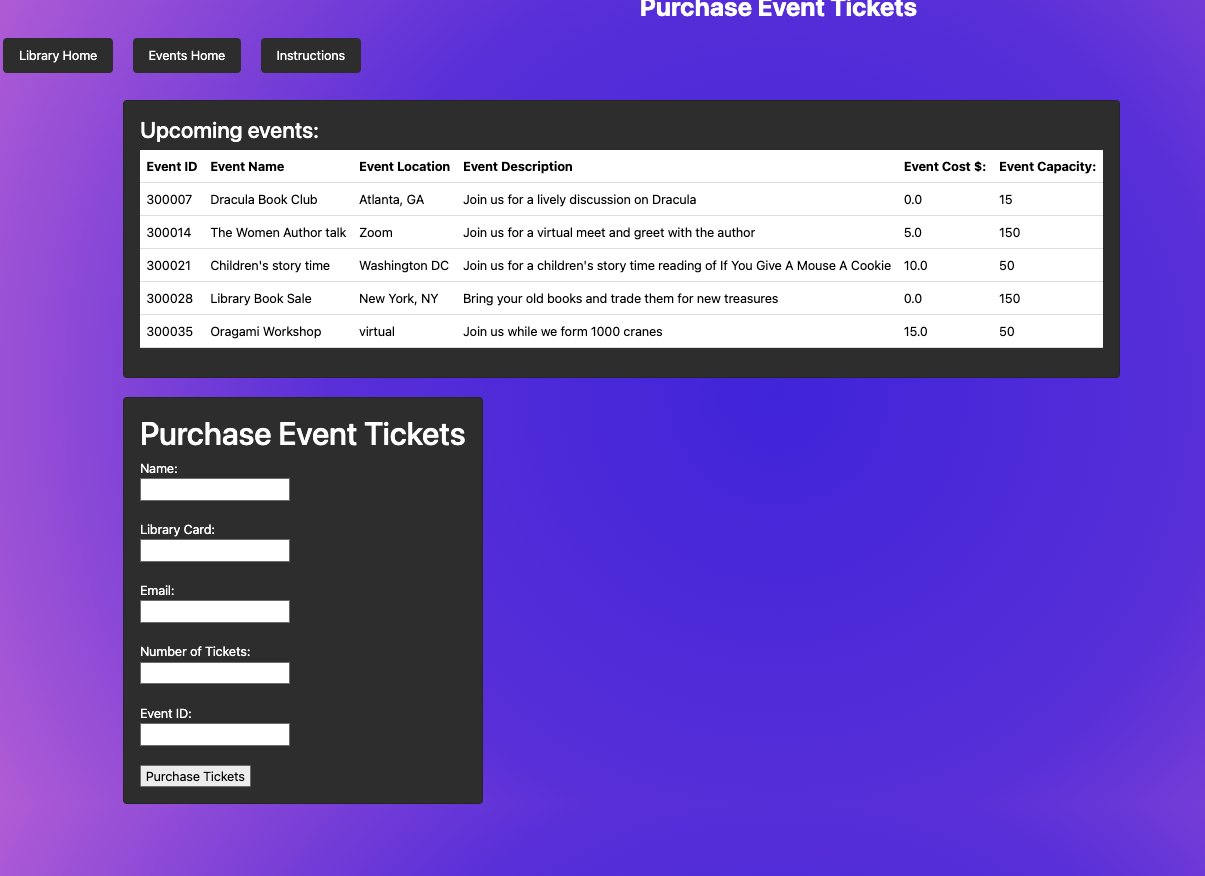 Purchase Event Tickets
Library Home Events Home Instructions
Upcoming events:
Event ID Event Name Event Location Event Description Event Cost $: Event Capacity:
300007 Dracula Book Club Atlanta, GA Join us for a lively discussion on Dracula 0.0 15
300014 The Women Author talk Zoom Join us for a virtual meet and greet with the author 5.0 150
300021 Children's story time Washington DC Join us for a children's story time reading of If You Give A Mouse A Cookie 10.0 50
300028 Library Book Sale New York, NY Bring your old books and trade them for new treasures 0.0 150
300035 Oragami Workshop virtual Join us while we form 1000 cranes 15.0 50
Purchase Event Tickets
Name:
Library Card:
Email:
Number of Tickets:
Event ID:
Purchase Tickets